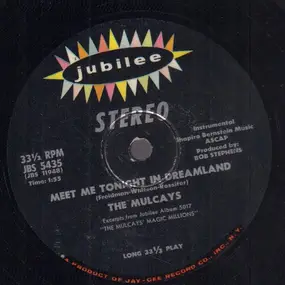 jubilee
STEREO
33⅓ RPM
JBS 5435
(JBS 11948)
Time: 1:55
Instrumental
Shapiro Bernstein Music
ASCAP
Produced by:
BOB STEPHENS
MEET ME TONIGHT IN DREAMLAND
(Freidman-Whitson-Rossiter)
THE MULCAYS
Excerpts from Jubilee Album 5017
"THE MULCAYS' MAGIC MILLIONS"
LONG 33⅓ PLAY
A PRODUCT OF JAY-GEE RECORD CO. INC., N.Y.